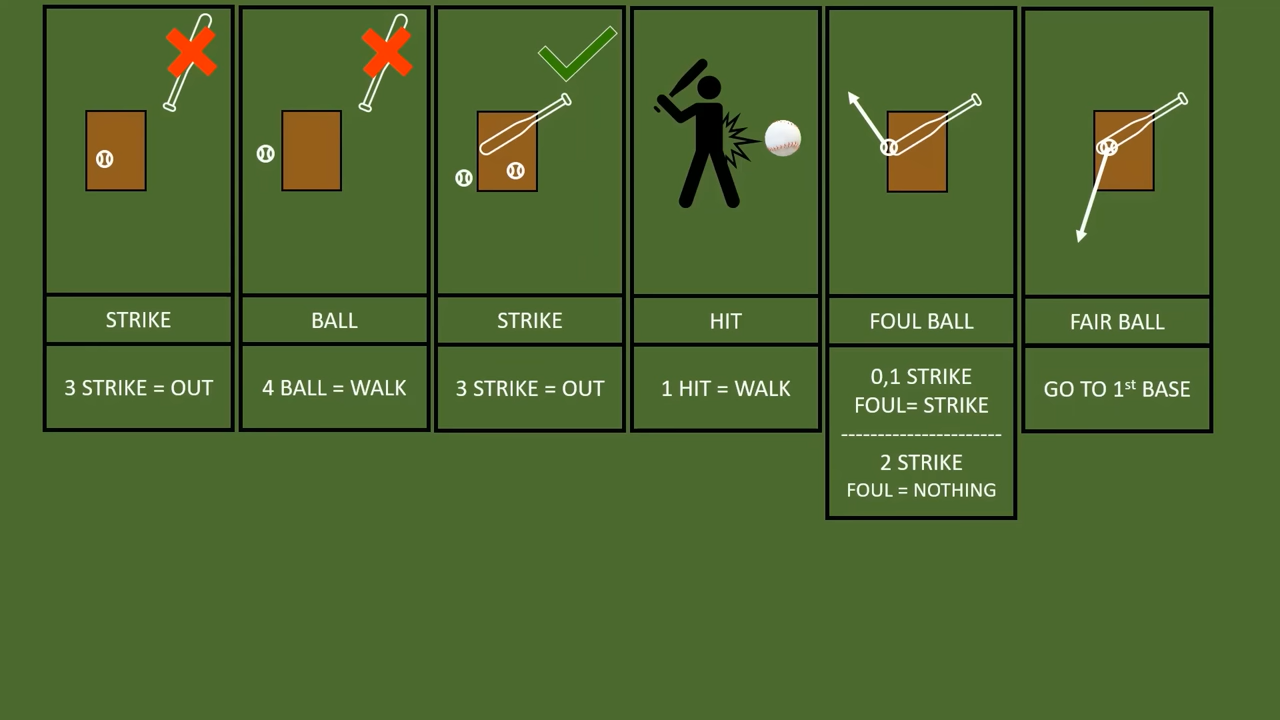 STRIKE
3 STRIKE = OUT
BALL
4 BALL = WALK
STRIKE
3 STRIKE = OUT
HIT
1 HIT = WALK
FOUL BALL
0,1 STRIKE
FOUL= STRIKE
----------------------
2 STRIKE
FOUL = NOTHING
FAIR BALL
GO TO 1st BASE